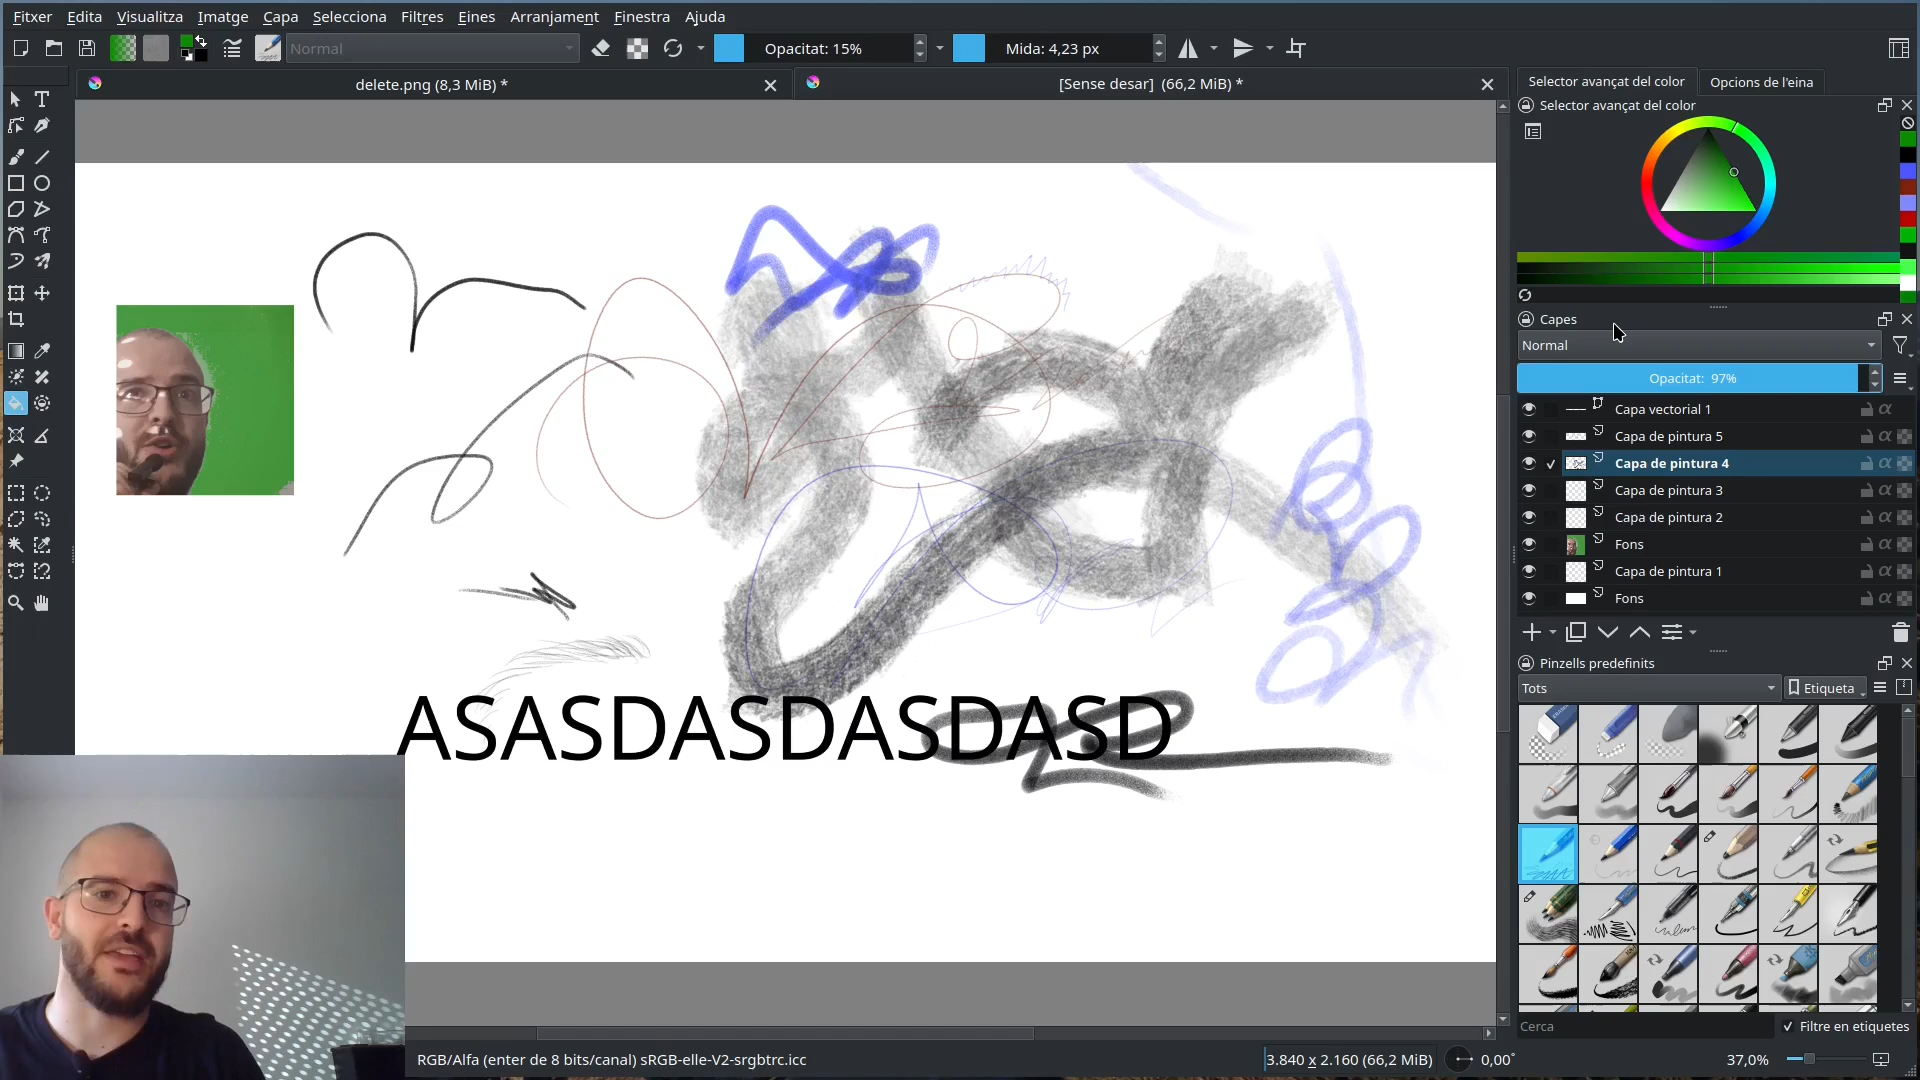 Fitxer Edita Visualitza Imatge Capa Selecciona Filtres Eines Arranjament Finestra Ajuda
Normal Opacitat: 15% Mida: 4,23 px
delete.png (8,3 MiB) * [Sense desar] (66,2 MiB) *
Selector avançat del color Opcions de l'eina
Selector avançat del color
Capes
Normal
Opacitat: 97%
Capa vectorial 1
Capa de pintura 5
Capa de pintura 4
Capa de pintura 3
Capa de pintura 2
Fons
Capa de pintura 1
Fons
Pinzells predefinits
Tots Etiqueta
ASASDASDASDASD
Cerca Filtre en etiquetes
RGB/Alfa (enter de 8 bits/canal) sRGB-elle-V2-srgbtrc.icc 3.840 x 2.160 (66,2 MiB) 0,00° 37,0%